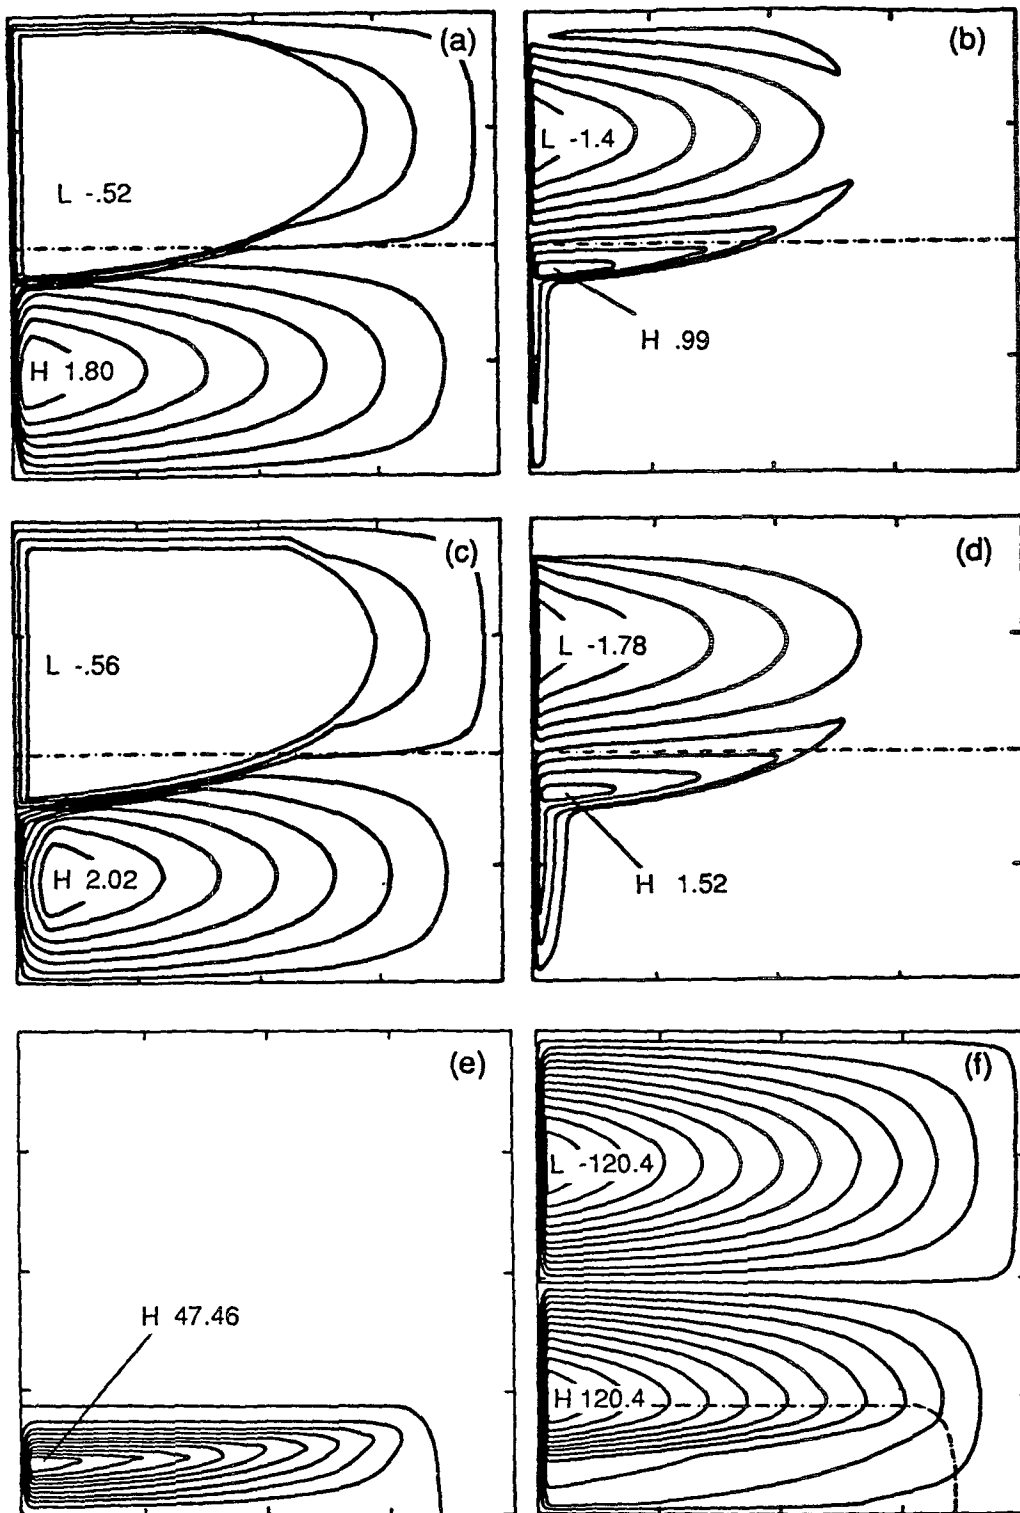 (a)
L -.52
H 1.80
(b)
L -1.4
H .99
(c)
L -.56
H 2.02
(d)
L -1.78
H 1.52
(e)
H 47.46
(f)
L -120.4
H 120.4